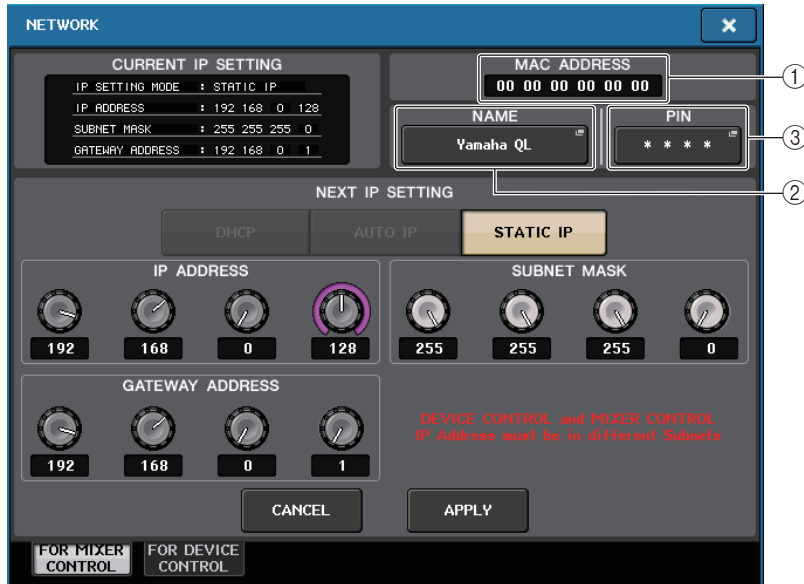 NETWORK
×
CURRENT IP SETTING
IP SETTING MODE : STATIC IP
IP ADDRESS : 192 168 0 128
SUBNET MASK : 255 255 255 0
GATEWAY ADDRESS : 192 168 0 1
MAC ADDRESS
00 00 00 00 00 00
①
NAME
Yamaha QL
PIN
* * * *
③
②
NEXT IP SETTING
DHCP AUTO IP STATIC IP
IP ADDRESS
192 168 0 128
SUBNET MASK
255 255 255 0
GATEWAY ADDRESS
192 168 0 1
DEVICE CONTROL and MIXER CONTROL
IP Address must be in different Subnets
CANCEL APPLY
FOR MIXER
CONTROL
FOR DEVICE
CONTROL